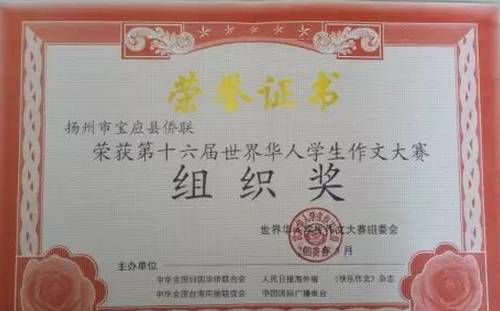 荣誉证书
扬州市宝应县侨联
荣获第十六届世界华人学生作文大赛
组织奖
世界华人学生作文大赛组委会
月
主办单位
中华全国归国华侨联合会 人民日报海外版 《快乐作文》杂志
中华全国台湾同胞联谊会 中国国际广播电台